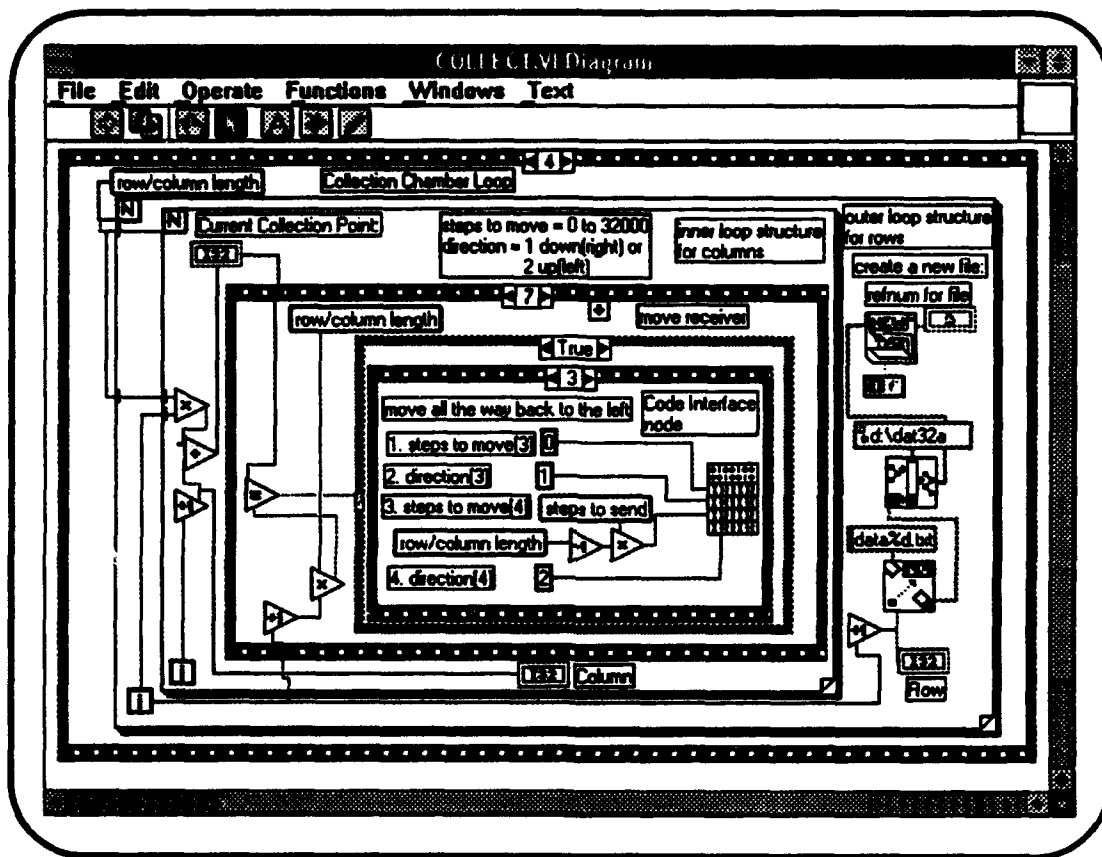 COLLECT.VI Diagram
File Edit Operate Functions Windows Text
4
row/column length
Collection Chamber Loop
N
N
Current Collection Point
I32
steps to move = 0 to 32000
direction = 1 down(right) or
2 up(left)
inner loop structure
for columns
outer loop structure
for rows
create a new file:
refnum for file
7
row/column length
move receiver
True
3
move all the way back to the left
Code Interface
node
1. steps to move[3] 0
2. direction[3] 1
3. steps to move[4] steps to send
row/column length
4. direction[4] 2
d:\dat32a
data%d.txt
i
i
I32 Column
I32
Row